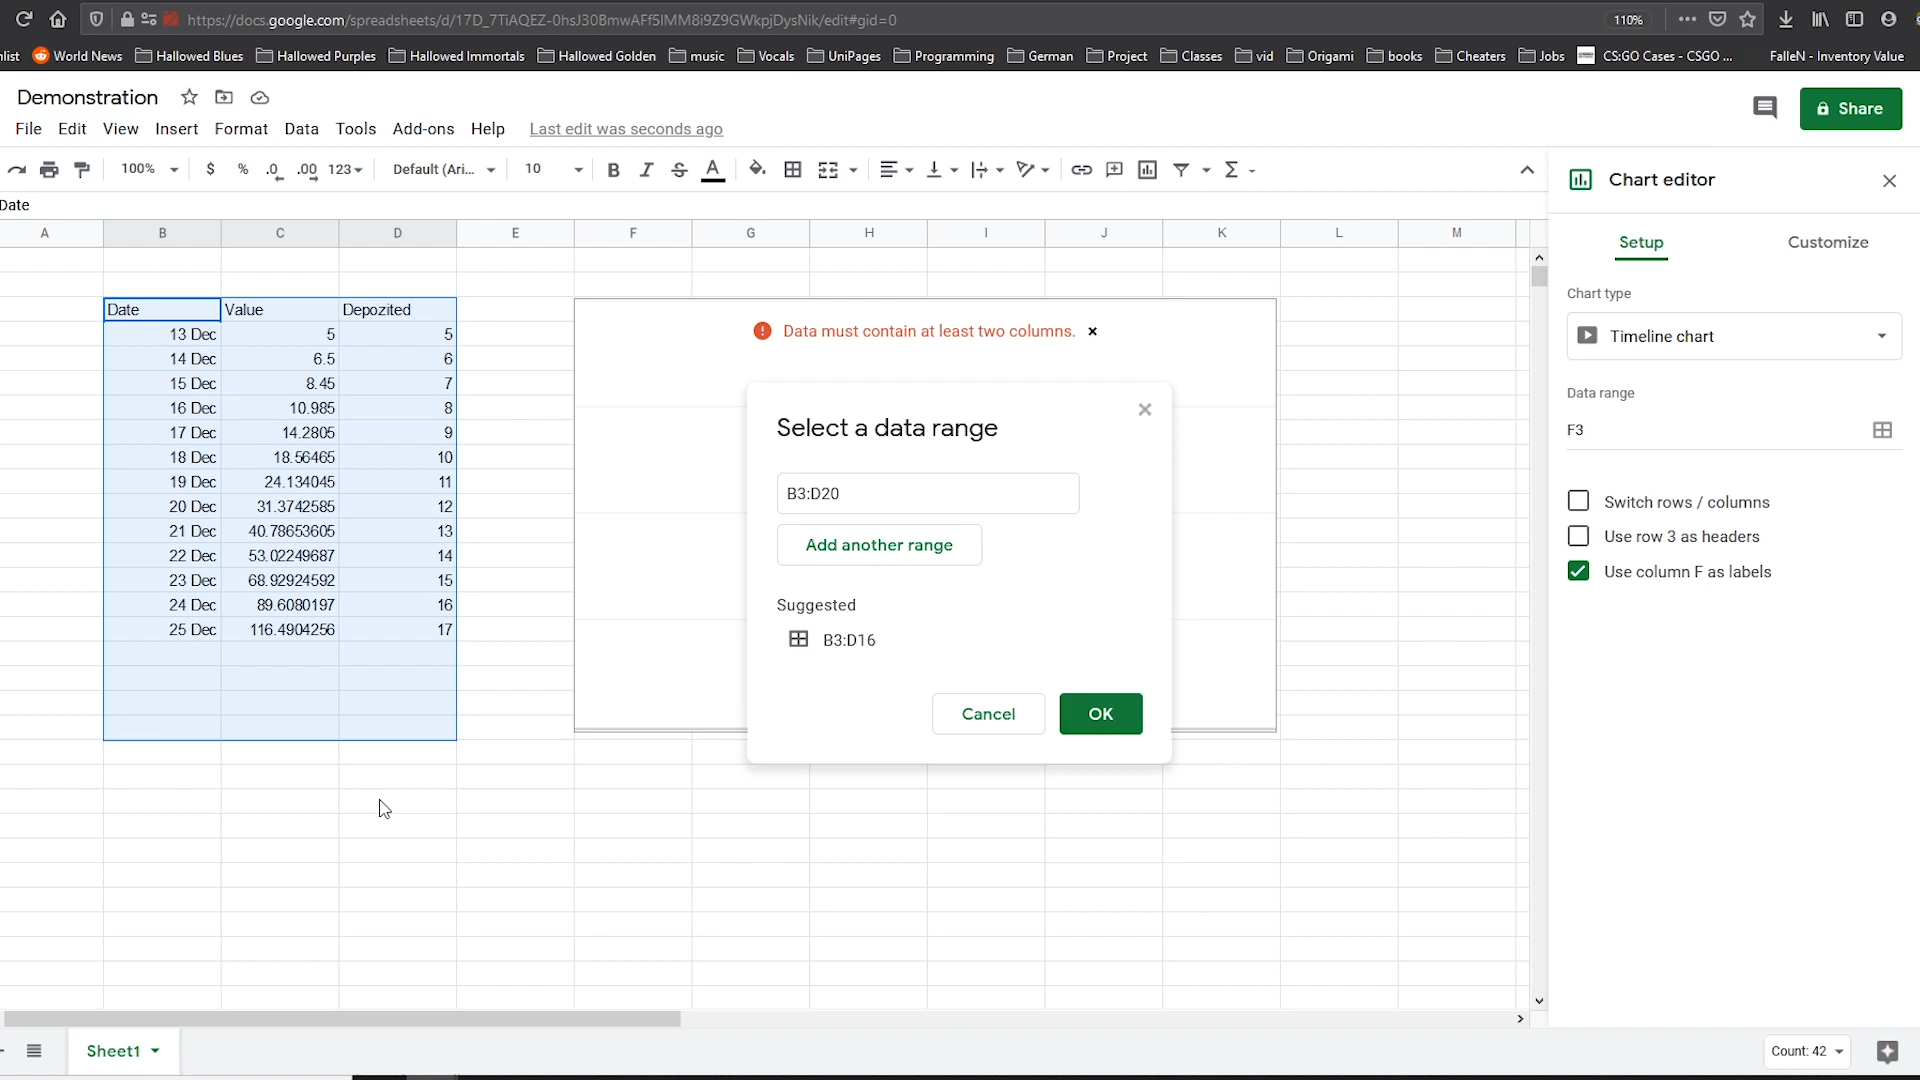 https://docs.google.com/spreadsheets/d/17D_7TiAQEZ-0hsJ30BmwAFf5IMM8i9Z9GWkpjDysNik/edit#gid=0 110%
list World News Hallowed Blues Hallowed Purples Hallowed Immortals Hallowed Golden music Vocals UniPages Programming German Project Classes vid Origami books Cheaters Jobs CS:GO Cases - CSGO ... FalleN - Inventory Value
Demonstration
Share
File Edit View Insert Format Data Tools Add-ons Help Last edit was seconds ago
100% $ % .0 .00 123 Default (Ari... 10 B I S A Σ
Chart editor
Date
A B C D E F G H I J K L M
Setup Customize
Chart type
Timeline chart
Data range
F3
Switch rows / columns
Use row 3 as headers
Use column F as labels
Date Value Depozited
13 Dec 5 5
14 Dec 6.5 6
15 Dec 8.45 7
16 Dec 10.985 8
17 Dec 14.2805 9
18 Dec 18.56465 10
19 Dec 24.134045 11
20 Dec 31.3742585 12
21 Dec 40.78653605 13
22 Dec 53.02249687 14
23 Dec 68.92924592 15
24 Dec 89.6080197 16
25 Dec 116.4904256 17
Data must contain at least two columns.
Select a data range
B3:D20
Add another range
Suggested
B3:D16
Cancel OK
Sheet1
Count: 42